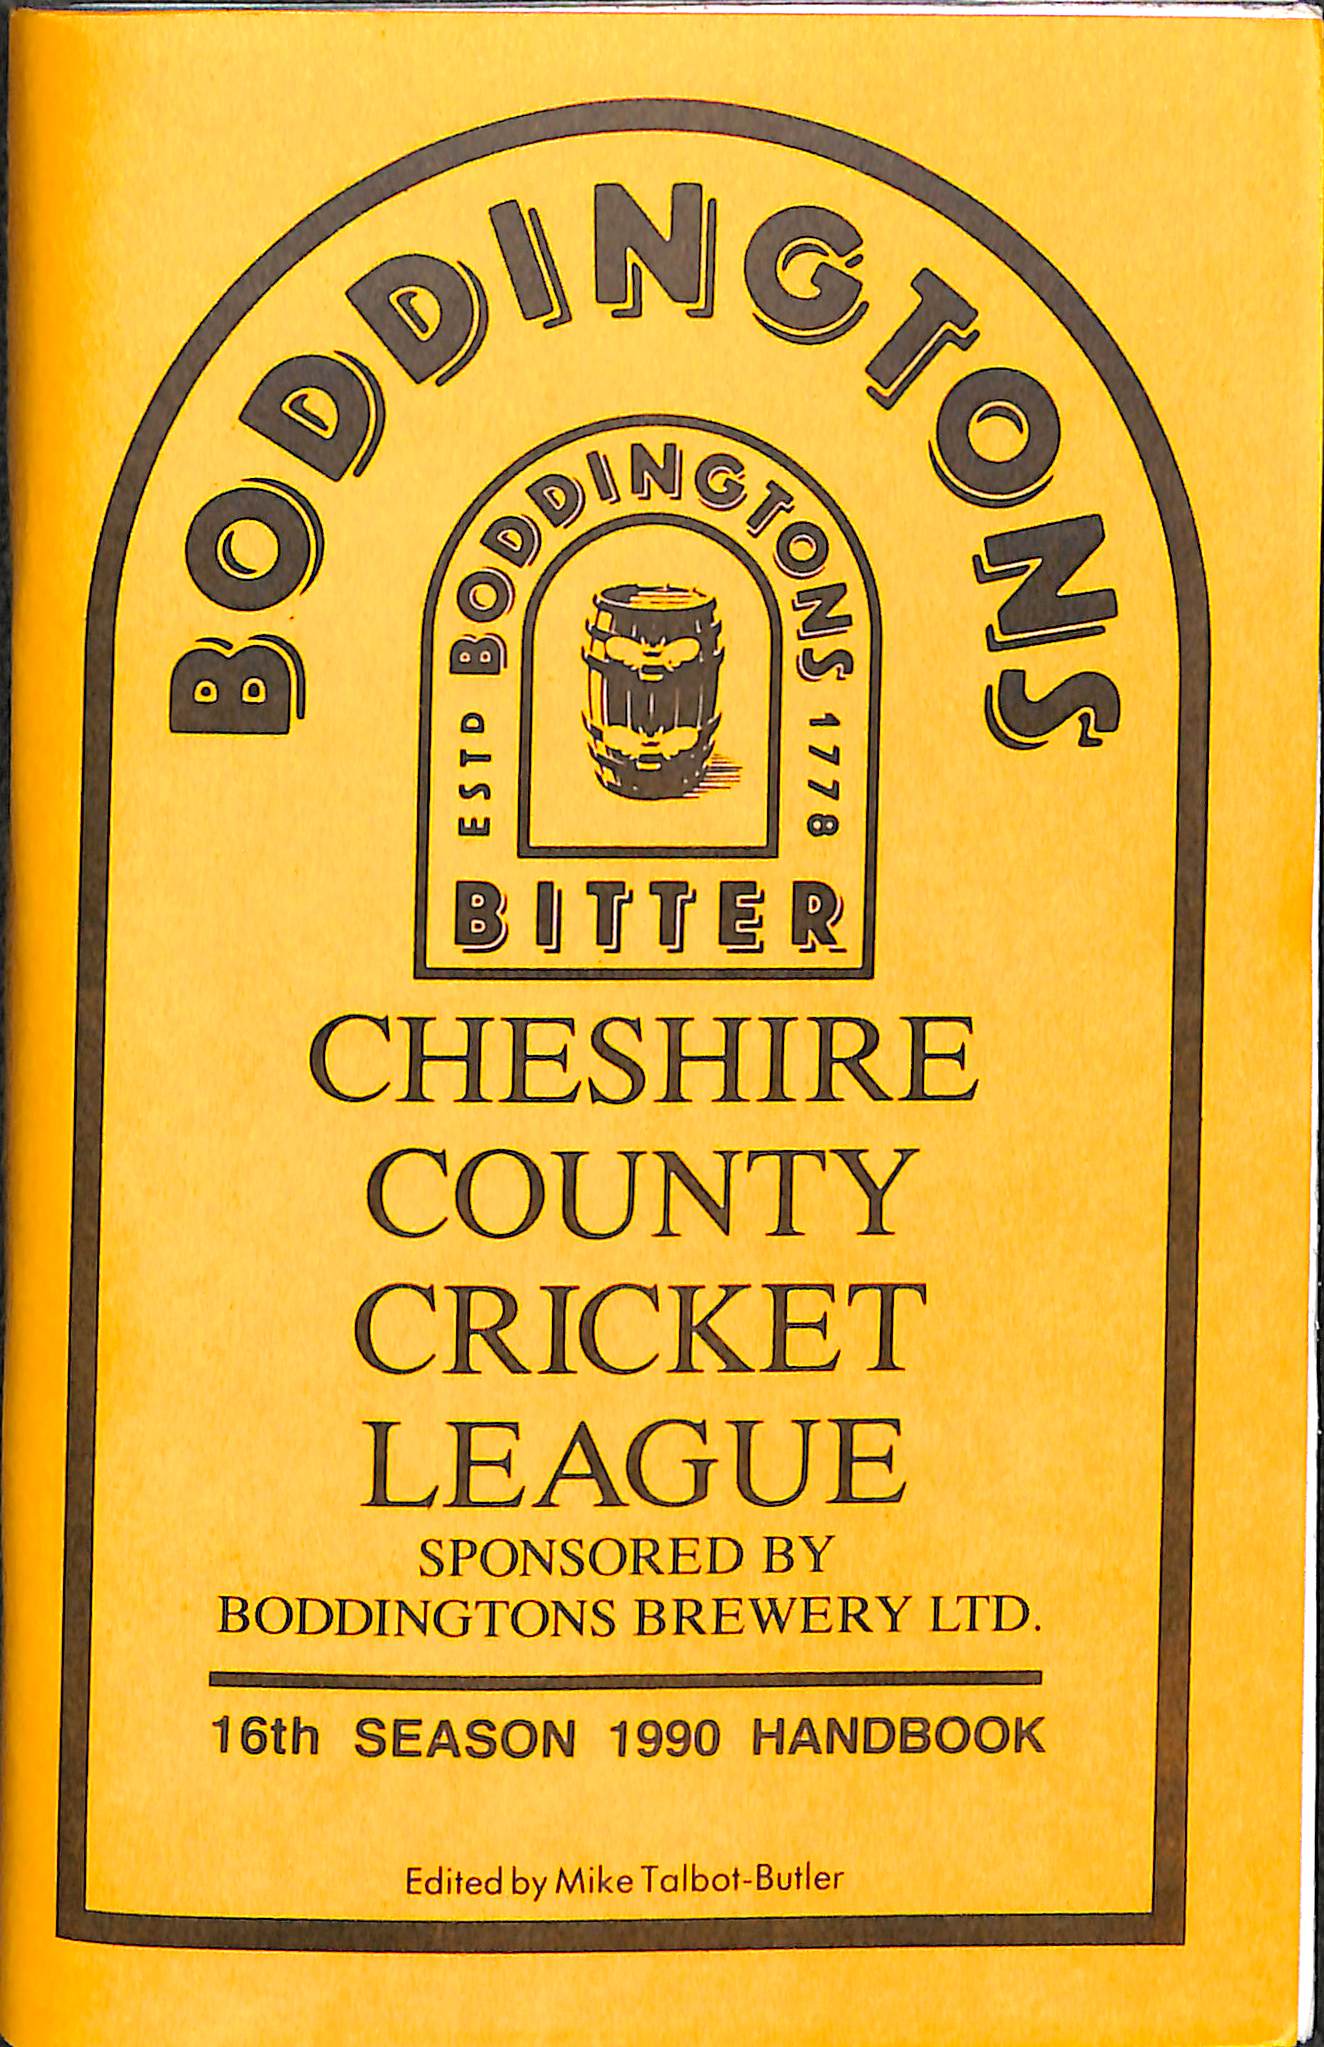 BODDINGTONS
BODDINGTONS
ESTD 1778
BITTER
CHESHIRE
COUNTY
CRICKET
LEAGUE
SPONSORED BY
BODDINGTONS BREWERY LTD.
16th SEASON 1990 HANDBOOK
Edited by Mike Talbot-Butler